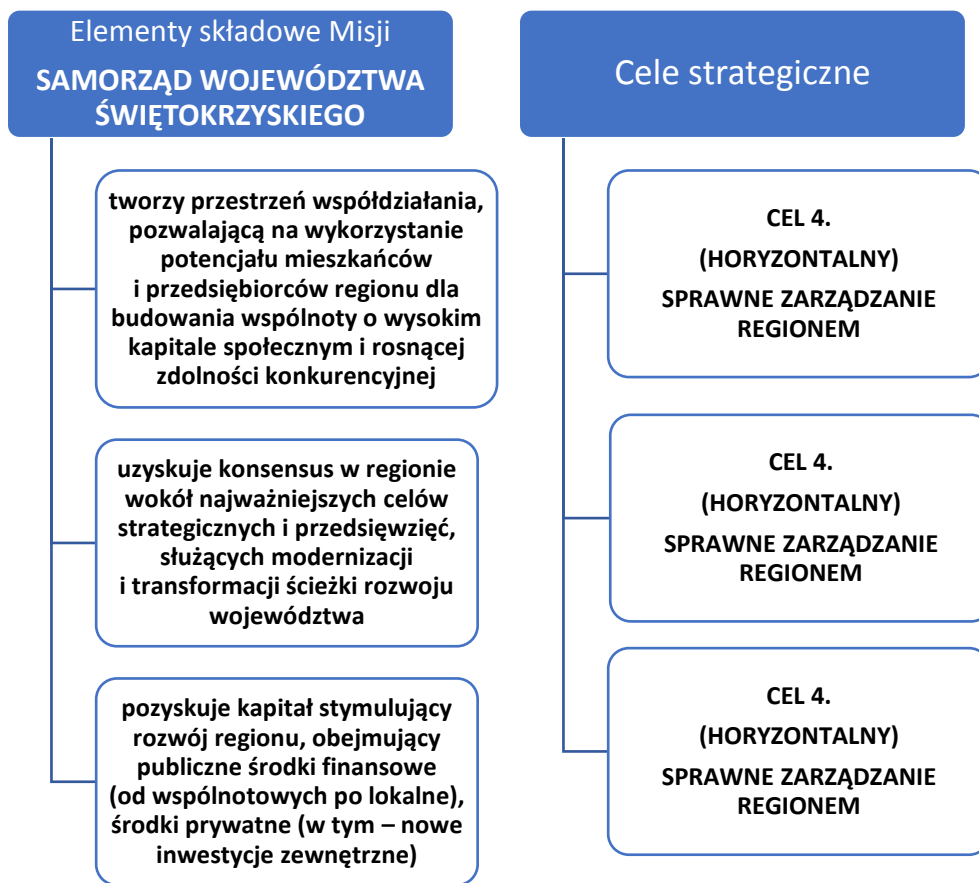 Elementy składowe Misji
SAMORZĄD WOJEWÓDZTWA
ŚWIĘTOKRZYSKIEGO
tworzy przestrzeń współdziałania,
pozwalającą na wykorzystanie
potencjału mieszkańców
i przedsiębiorców regionu dla
budowania wspólnoty o wysokim
kapitale społecznym i rosnącej
zdolności konkurencyjnej
uzyskuje konsensus w regionie
wokół najważniejszych celów
strategicznych i przedsięwzięć,
służących modernizacji
i transformacji ścieżki rozwoju
województwa
pozyskuje kapitał stymulujący
rozwój regionu, obejmujący
publiczne środki finansowe
(od wspólnotowych po lokalne),
środki prywatne (w tym – nowe
inwestycje zewnętrzne)
Cele strategiczne
CEL 4.
(HORYZONTALNY)
SPRAWNE ZARZĄDZANIE
REGIONEM
CEL 4.
(HORYZONTALNY)
SPRAWNE ZARZĄDZANIE
REGIONEM
CEL 4.
(HORYZONTALNY)
SPRAWNE ZARZĄDZANIE
REGIONEM